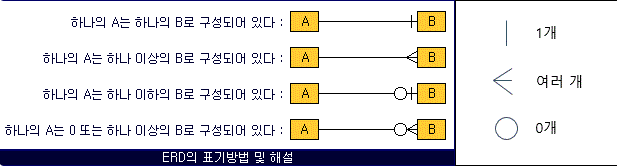 하나의 A는 하나의 B로 구성되어 있다 : A B
하나의 A는 하나 이상의 B로 구성되어 있다 : A B
하나의 A는 하나 이하의 B로 구성되어 있다 : A B
하나의 A는 0 또는 하나 이상의 B로 구성되어 있다 : A B
ERD의 표기방법 및 해설
1개
여러 개
0개